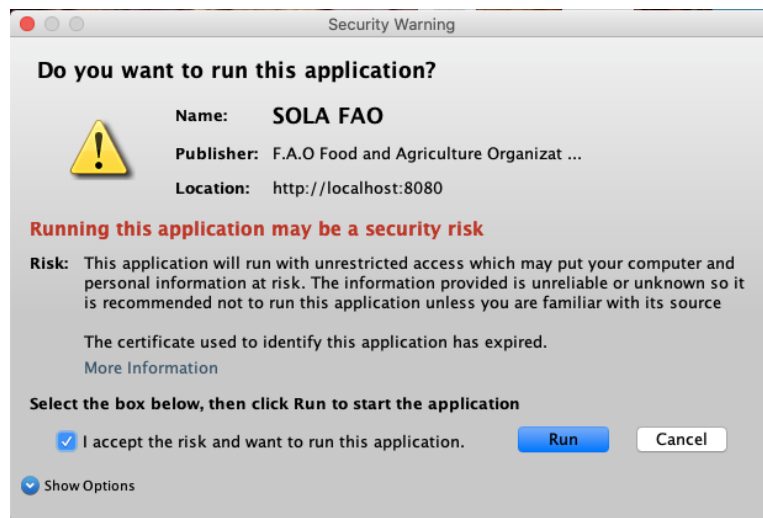 Security Warning
Do you want to run this application?
Name: SOLA FAO
Publisher: F.A.O Food and Agriculture Organizat ...
Location: http://localhost:8080
Running this application may be a security risk
Risk: This application will run with unrestricted access which may put your computer and
personal information at risk. The information provided is unreliable or unknown so it
is recommended not to run this application unless you are familiar with its source
The certificate used to identify this application has expired.
More Information
Select the box below, then click Run to start the application
I accept the risk and want to run this application. Run Cancel
Show Options